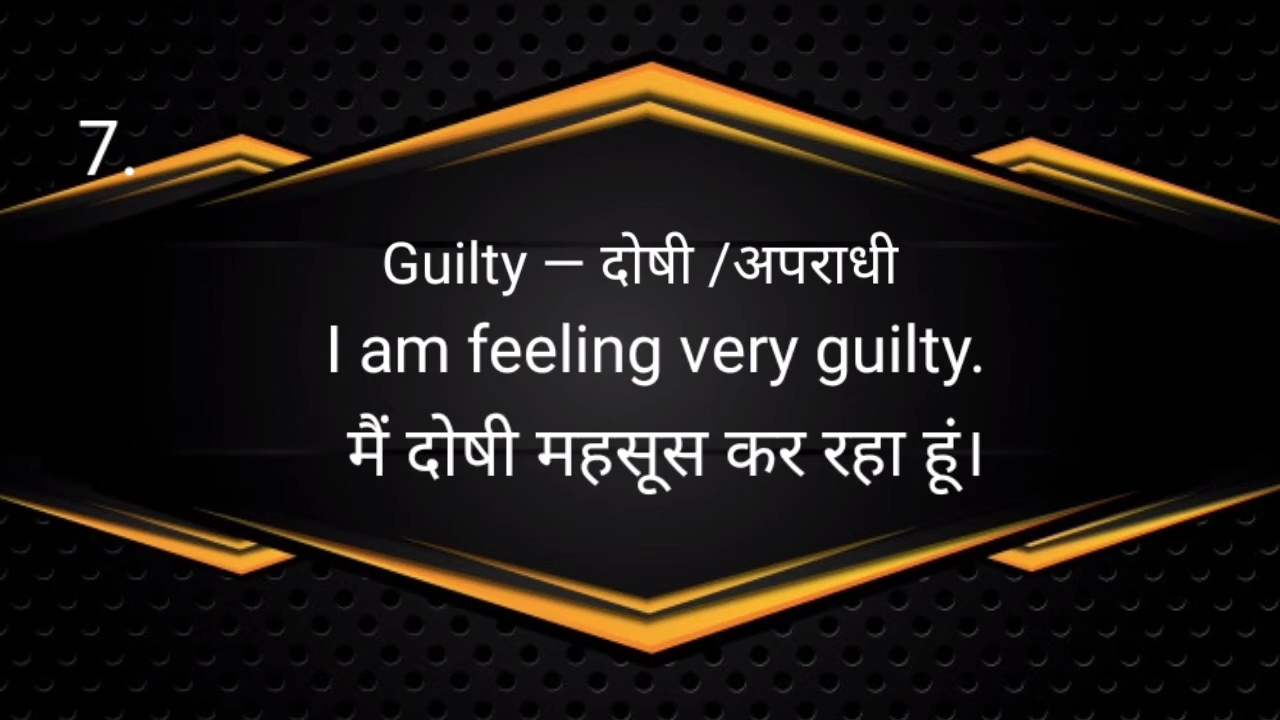 7.
Guilty — दोषी /अपराधी
I am feeling very guilty.
मैं दोषी महसूस कर रहा हूं।